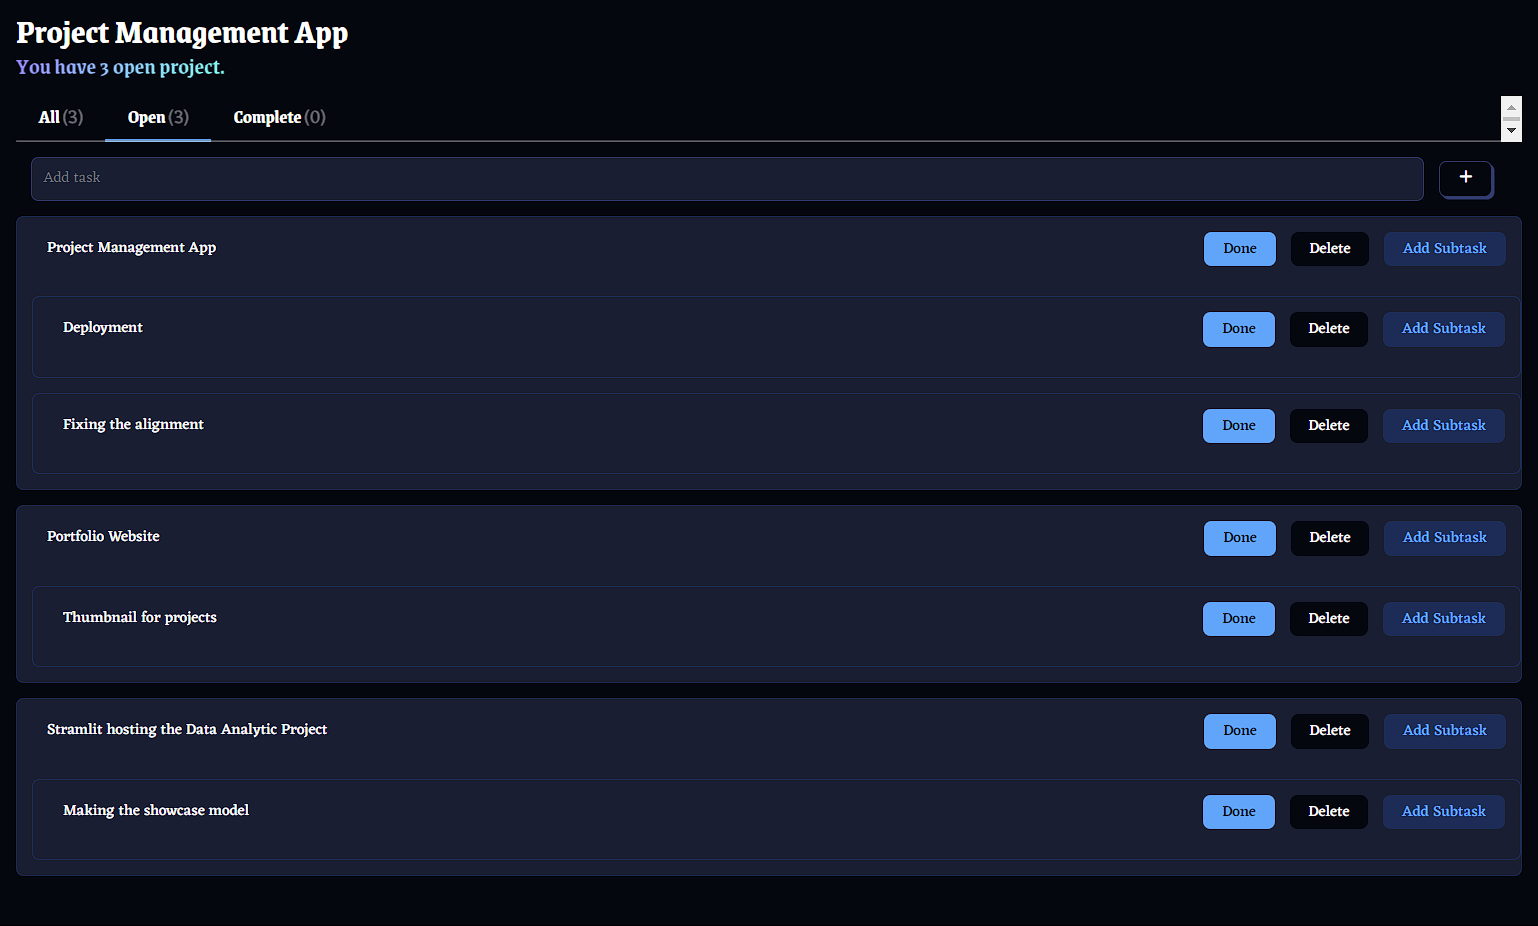 Project Management App
You have 3 open project.
All (3) Open (3) Complete (0)
Add task +
Project Management App Done Delete Add Subtask
Deployment Done Delete Add Subtask
Fixing the alignment Done Delete Add Subtask
Portfolio Website Done Delete Add Subtask
Thumbnail for projects Done Delete Add Subtask
Stramlit hosting the Data Analytic Project Done Delete Add Subtask
Making the showcase model Done Delete Add Subtask